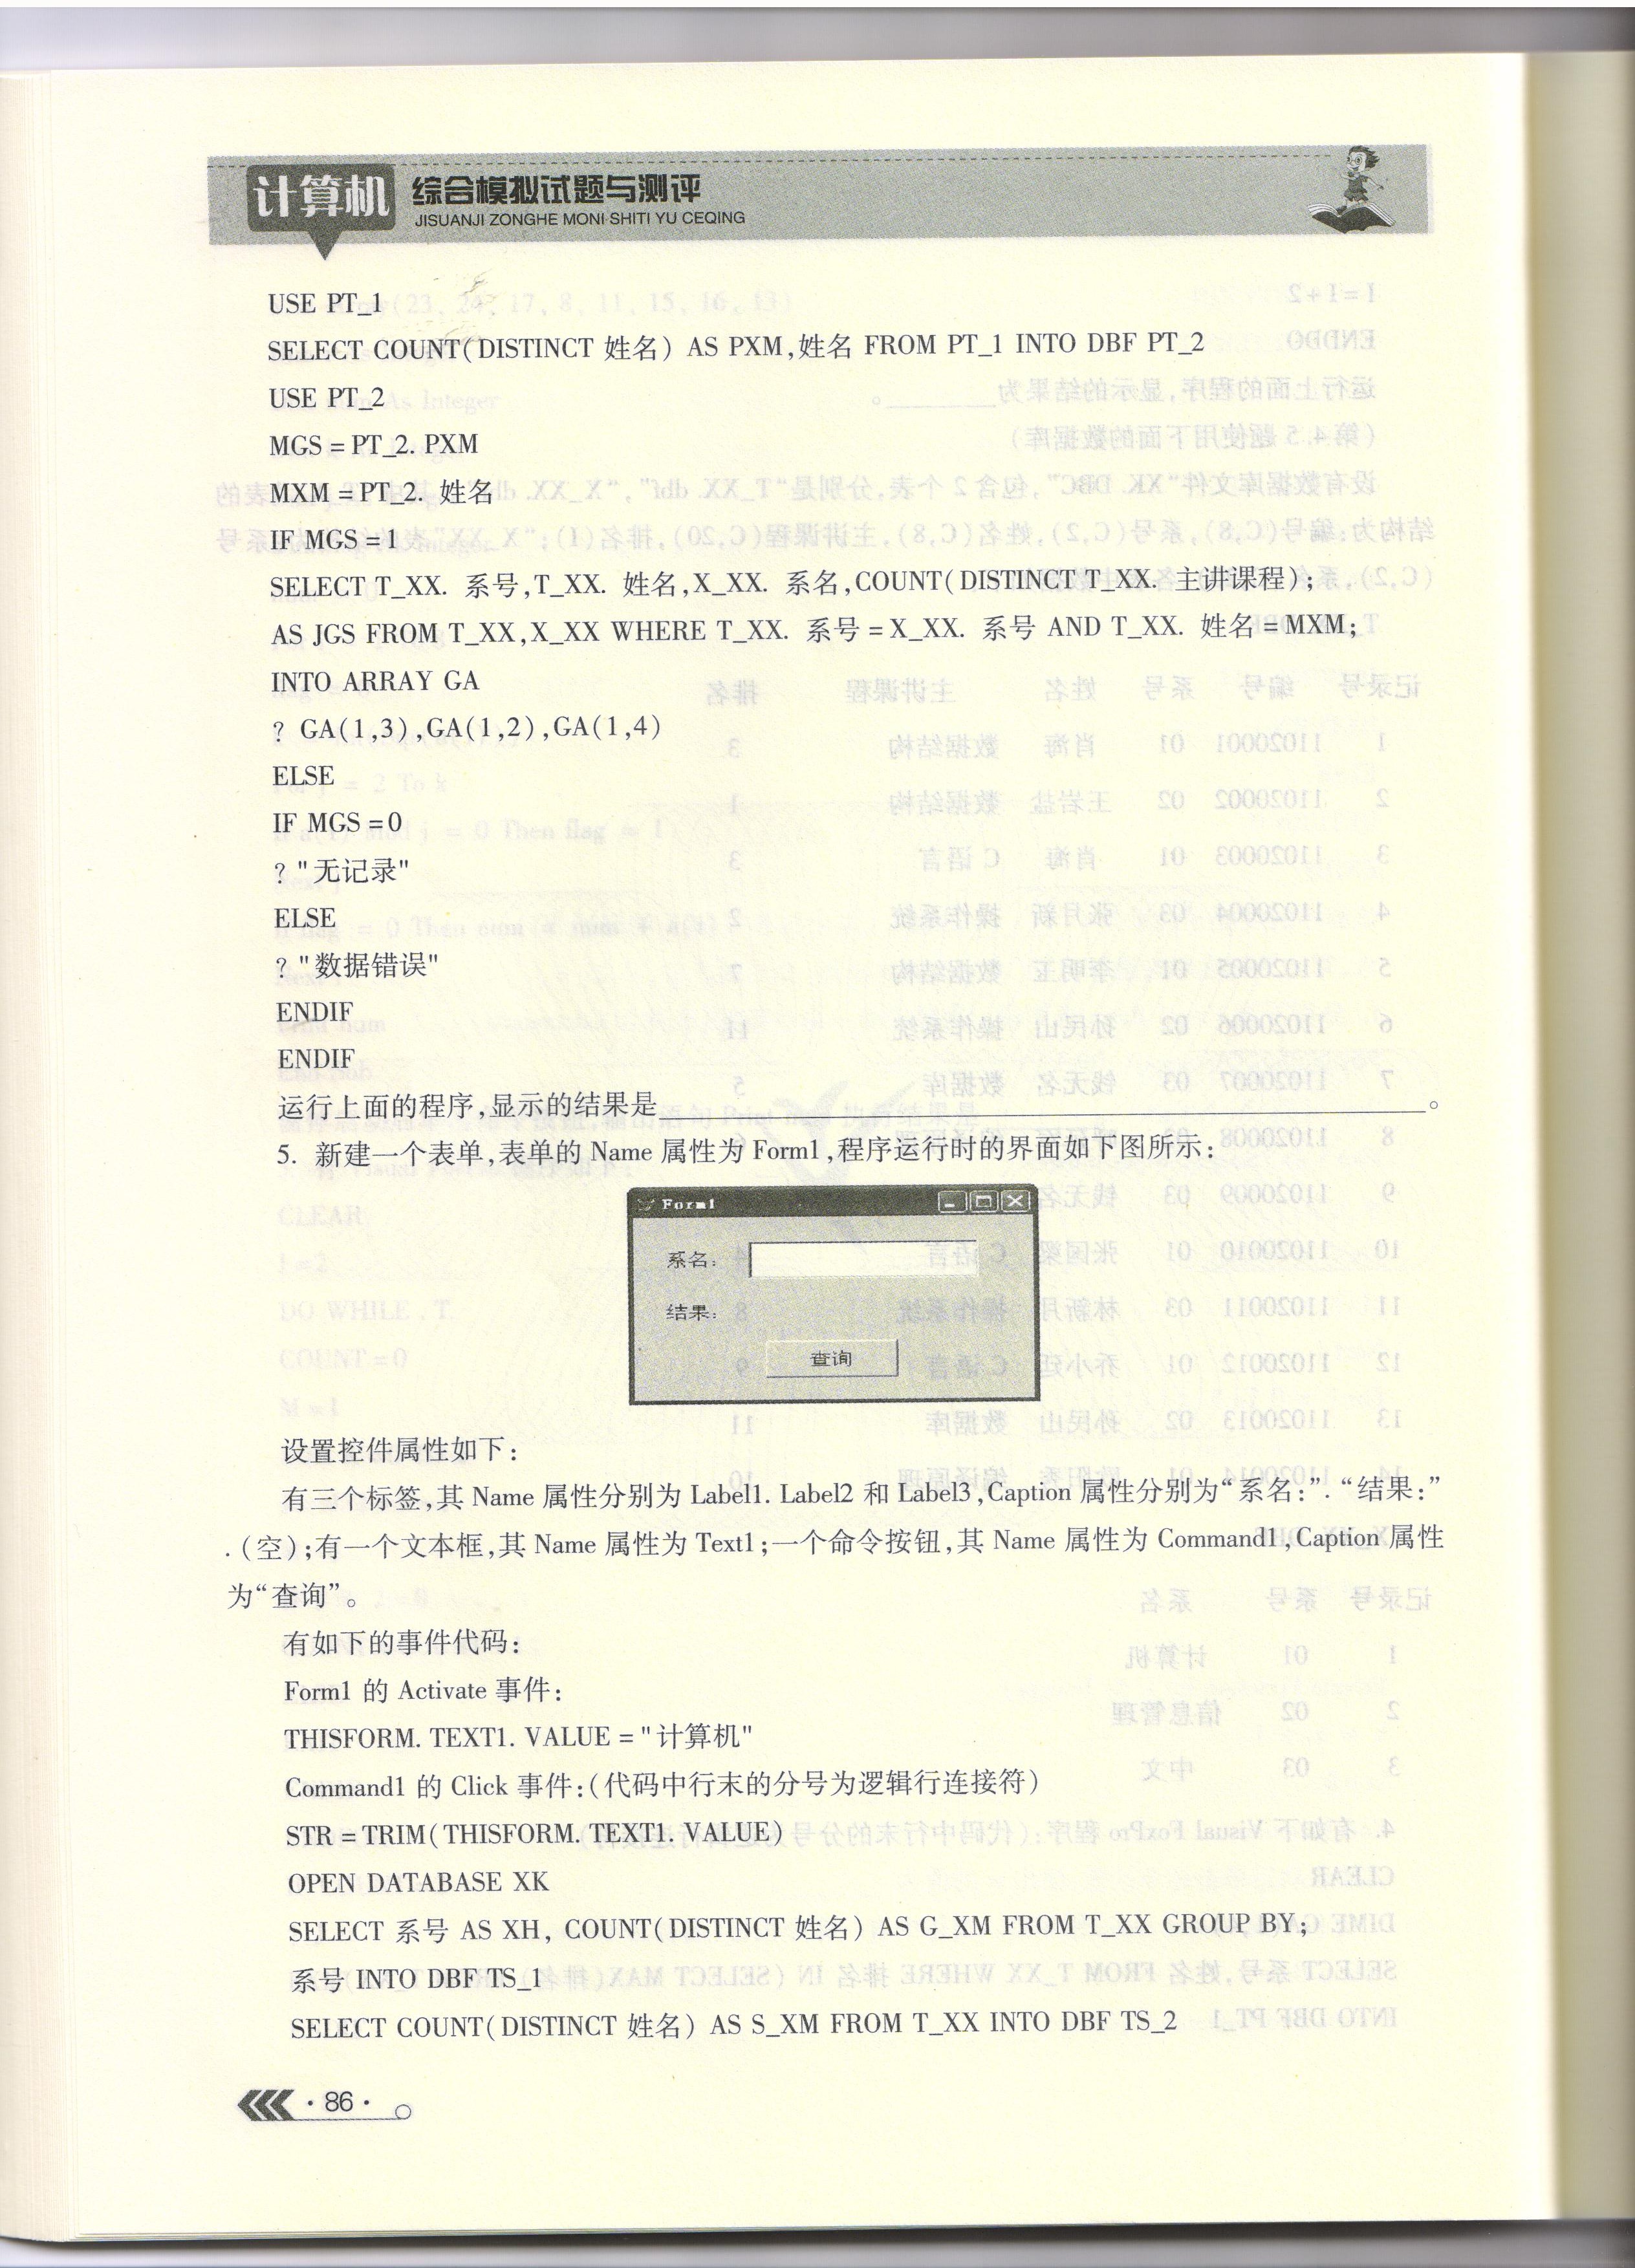 计算机 综合模拟试题与测评
JISUANJI ZONGHE MONI SHITI YU CEQING
USE PT_1
SELECT COUNT(DISTINCT 姓名) AS PXM,姓名 FROM PT_1 INTO DBF PT_2
USE PT_2
MGS = PT_2. PXM
MXM = PT_2. 姓名
IF MGS = 1
SELECT T_XX. 系号,T_XX. 姓名,X_XX. 系名,COUNT(DISTINCT T_XX. 主讲课程);
AS JGS FROM T_XX,X_XX WHERE T_XX. 系号 = X_XX. 系号 AND T_XX. 姓名 = MXM;
INTO ARRAY GA
? GA(1,3),GA(1,2),GA(1,4)
ELSE
IF MGS = 0
? "无记录"
ELSE
? "数据错误"
ENDIF
ENDIF
运行上面的程序,显示的结果是______。
5. 新建一个表单,表单的 Name 属性为 Form1,程序运行时的界面如下图所示:
Form1
系名:
结果:
查询
设置控件属性如下:
有三个标签,其 Name 属性分别为 Label1. Label2 和 Label3,Caption 属性分别为“系名:”. “结果:”
. (空);有一个文本框,其 Name 属性为 Text1;一个命令按钮,其 Name 属性为 Command1,Caption 属性
为“查询”。
有如下的事件代码:
Form1 的 Activate 事件:
THISFORM. TEXT1. VALUE = "计算机"
Command1 的 Click 事件:(代码中行末的分号为逻辑行连接符)
STR = TRIM(THISFORM. TEXT1. VALUE)
OPEN DATABASE XK
SELECT 系号 AS XH, COUNT(DISTINCT 姓名) AS G_XM FROM T_XX GROUP BY;
系号 INTO DBF TS_1
SELECT COUNT(DISTINCT 姓名) AS S_XM FROM T_XX INTO DBF TS_2
· 86 ·